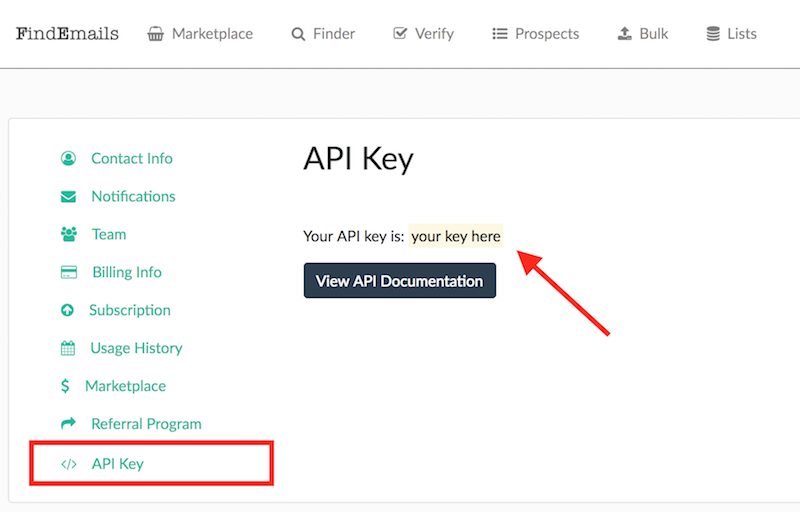 FindEmails Marketplace Finder Verify Prospects Bulk Lists
API Key
Contact Info
Notifications
Team
Billing Info
Subscription
Usage History
Marketplace
Referral Program
API Key
Your API key is: your key here
View API Documentation